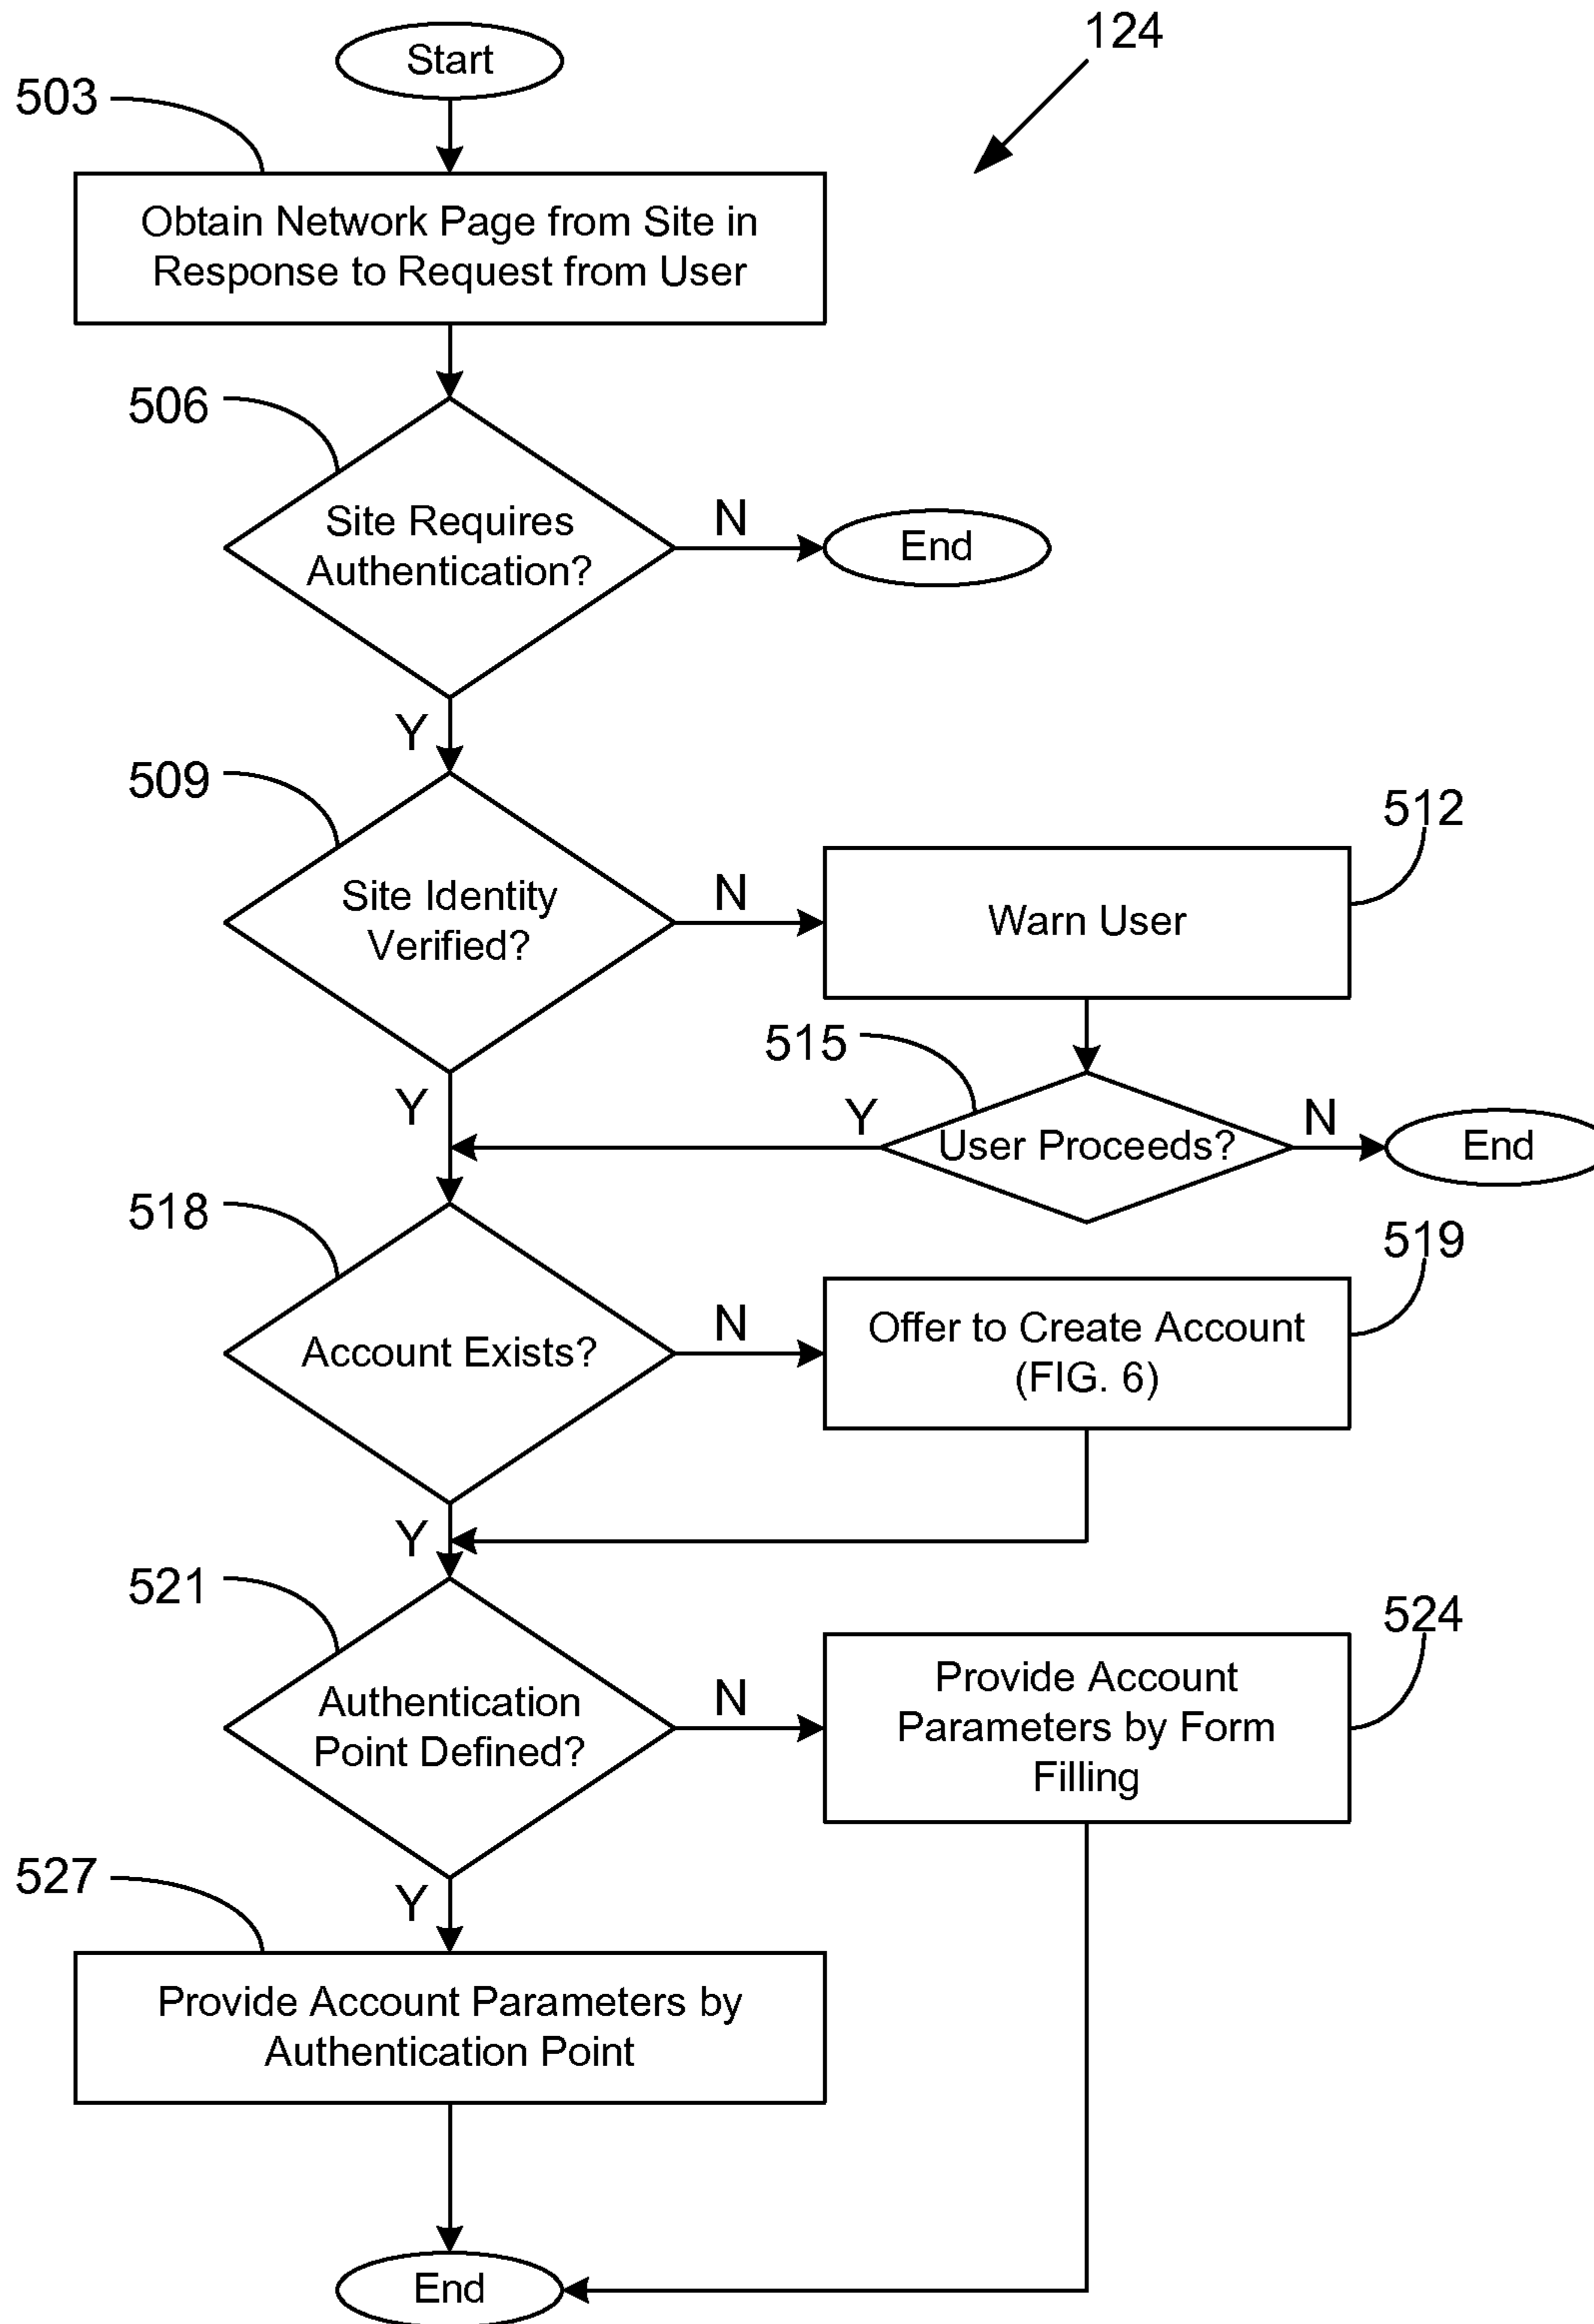 Start
124
503
Obtain Network Page from Site in
Response to Request from User
506
Site Requires
Authentication?
N
End
Y
509
Site Identity
Verified?
N
512
Warn User
515
Y
Y
User Proceeds?
N
End
518
Account Exists?
N
519
Offer to Create Account
(FIG. 6)
Y
521
Authentication
Point Defined?
N
524
Provide Account
Parameters by Form
Filling
527
Y
Provide Account Parameters by
Authentication Point
End